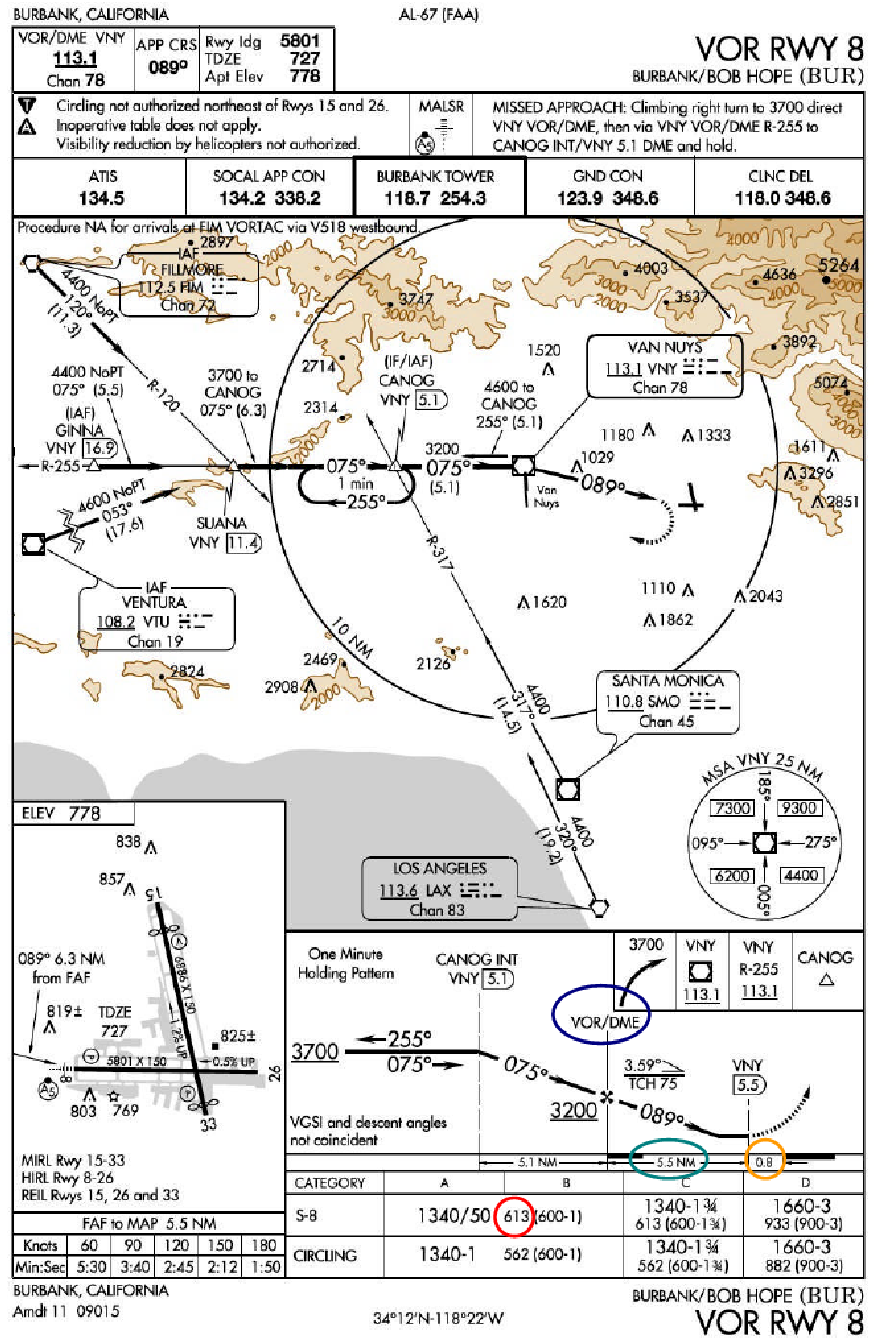 BURBANK, CALIFORNIA
AL-67 (FAA)
VOR/DME VNY
113.1
Chan 78
APP CRS
089°
Rwy ldg 5801
TDZE 727
Apt Elev 778
VOR RWY 8
BURBANK/BOB HOPE (BUR)
T
A
Circling not authorized northeast of Rwys 15 and 26.
Inoperative table does not apply.
Visibility reduction by helicopters not authorized.
MALSR
A5
MISSED APPROACH: Climbing right turn to 3700 direct
VNY VOR/DME, then via VNY VOR/DME R-255 to
CANOG INT/VNY 5.1 DME and hold.
ATIS
134.5
SOCAL APP CON
134.2 338.2
BURBANK TOWER
118.7 254.3
GND CON
123.9 348.6
CLNC DEL
118.0 348.6
Procedure NA for arrivals at FIM VORTAC via V518 westbound.
2897
2000
IAF
FILLMORE
112.5 FIM
Chan 72
4400 NoPT
120°
(11.3)
R-120
3747
3000
2000
4003
3000
3537
4000
4636
5264
5000
3892
5074
4000
3000
2714
2314
(IF/IAF)
CANOG
VNY 5.1
1520
VAN NUYS
113.1 VNY
Chan 78
4400 NoPT
075° (5.5)
(IAF)
GINNA
VNY 16.9
R-255
3700 to
CANOG
075° (6.3)
4600 to
CANOG
255° (5.1)
3200
075°
1 min
255°
075°
(5.1)
1029
1180
1333
1611
3296
2851
Van
Nuys
089°
4600 NoPT
053°
(17.6)
SUANA
VNY 11.4
R-317
IAF
VENTURA
108.2 VTU
Chan 19
1620
1110
2043
1862
10 NM
2469
2126
2824
2908
4400
317°
(14.5)
SANTA MONICA
110.8 SMO
Chan 45
4400
320°
(19.2)
LOS ANGELES
113.6 LAX
Chan 83
MSA VNY 25 NM
185°
7300
9300
095°
275°
6200
4400
005°
ELEV 778
838
857
15
6886 X 150
1.2% UP
089° 6.3 NM
from FAF
819±
TDZE
727
825±
5801 X 150
0.5% UP
8
26
A5
803
769
33
MIRL Rwy 15-33
HIRL Rwy 8-26
REIL Rwys 15, 26 and 33
FAF to MAP 5.5 NM
Knots 60 90 120 150 180
Min:Sec 5:30 3:40 2:45 2:12 1:50
One Minute
Holding Pattern
CANOG INT
VNY 5.1
3700
VNY
113.1
VNY
R-255
113.1
CANOG
VOR/DME
3700
255°
075°
075°
3200
3.59°
TCH 75
089°
VNY
5.5
VGSI and descent angles
not coincident
5.1 NM
5.5 NM
0.8
CATEGORY A B C D
S-8 1340/50 613 (600-1) 1340-1¾ 613 (600-1¾) 1660-3 933 (900-3)
CIRCLING 1340-1 562 (600-1) 1340-1¾ 562 (600-1¾) 1660-3 882 (900-3)
BURBANK, CALIFORNIA
Amdt 11 09015
34°12'N-118°22'W
BURBANK/BOB HOPE (BUR)
VOR RWY 8